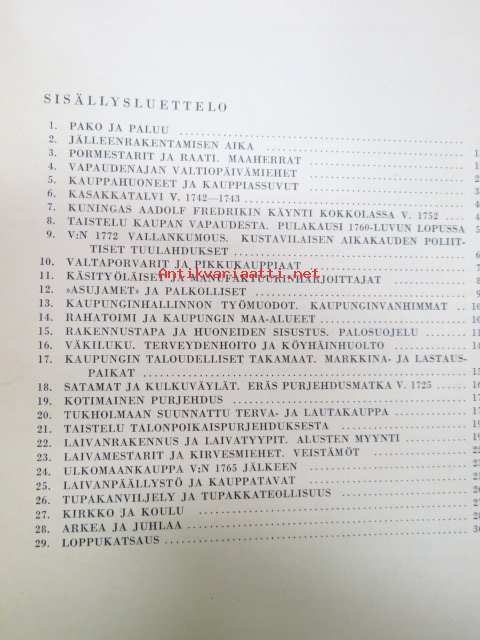 SISÄLLYSLUETTELO
1. PAKO JA PALUU
2. JÄLLEENRAKENTAMISEN AIKA
3. PORMESTARIT JA RAATI. MAAHERRAT
4. VAPAUDENAJAN VALTIOPÄIVÄMIEHET
5. KAUPPAHUONEET JA KAUPPIASSUVUT
6. KASAKKATALVI V. 1742—1743
7. KUNINGAS AADOLF FREDRIKIN KÄYNTI KOKKOLASSA V. 1752
8. TAISTELU KAUPAN VAPAUDESTA. PULAKAUSI 1760-LUVUN LOPUSSA
9. V:N 1772 VALLANKUMOUS. KUSTAVILAISEN AIKAKAUDEN POLIIT-
TISET TUULAHDUKSET
10. VALTAPORVARIT JA PIKKUKAUPPIAAT
Antikvariaatti.net
11. KÄSITYÖLÄISET JA MANUFAKTUURINHARJOITTAJAT
12. »ASUJAMET» JA PALKOLLISET
13. KAUPUNGINHALLINNON TYÖMUODOT. KAUPUNGINVANHIMMAT
14. RAHATOIMI JA KAUPUNGIN MAA-ALUEET
15. RAKENNUSTAPA JA HUONEIDEN SISUSTUS. PALOSUOJELU
16. VÄKILUKU. TERVEYDENHOITO JA KÖYHÄINHUOLTO
17. KAUPUNGIN TALOUDELLISET TAKAMAAT. MARKKINA- JA LASTAUS-
PAIKAT
18. SATAMAT JA KULKUVÄYLÄT. ERÄS PURJEHDUSMATKA V. 1725
19. KOTIMAINEN PURJEHDUS
20. TUKHOLMAAN SUUNNATTU TERVA- JA LAUTAKAUPPA
21. TAISTELU TALONPOIKAISPURJEHDUKSESTA
22. LAIVANRAKENNUS JA LAIVATYYPIT. ALUSTEN MYYNTI
23. LAIVAMESTARIT JA KIRVESMIEHET. VEISTÄMÖT
24. ULKOMAANKAUPPA V:N 1765 JÄLKEEN
25. LAIVANPÄÄLLYSTÖ JA KAUPPATAVAT
26. TUPAKANVILJELY JA TUPAKKATEOLLISUUS
27. KIRKKO JA KOULU
28. ARKEA JA JUHLAA
29. LOPPUKATSAUS